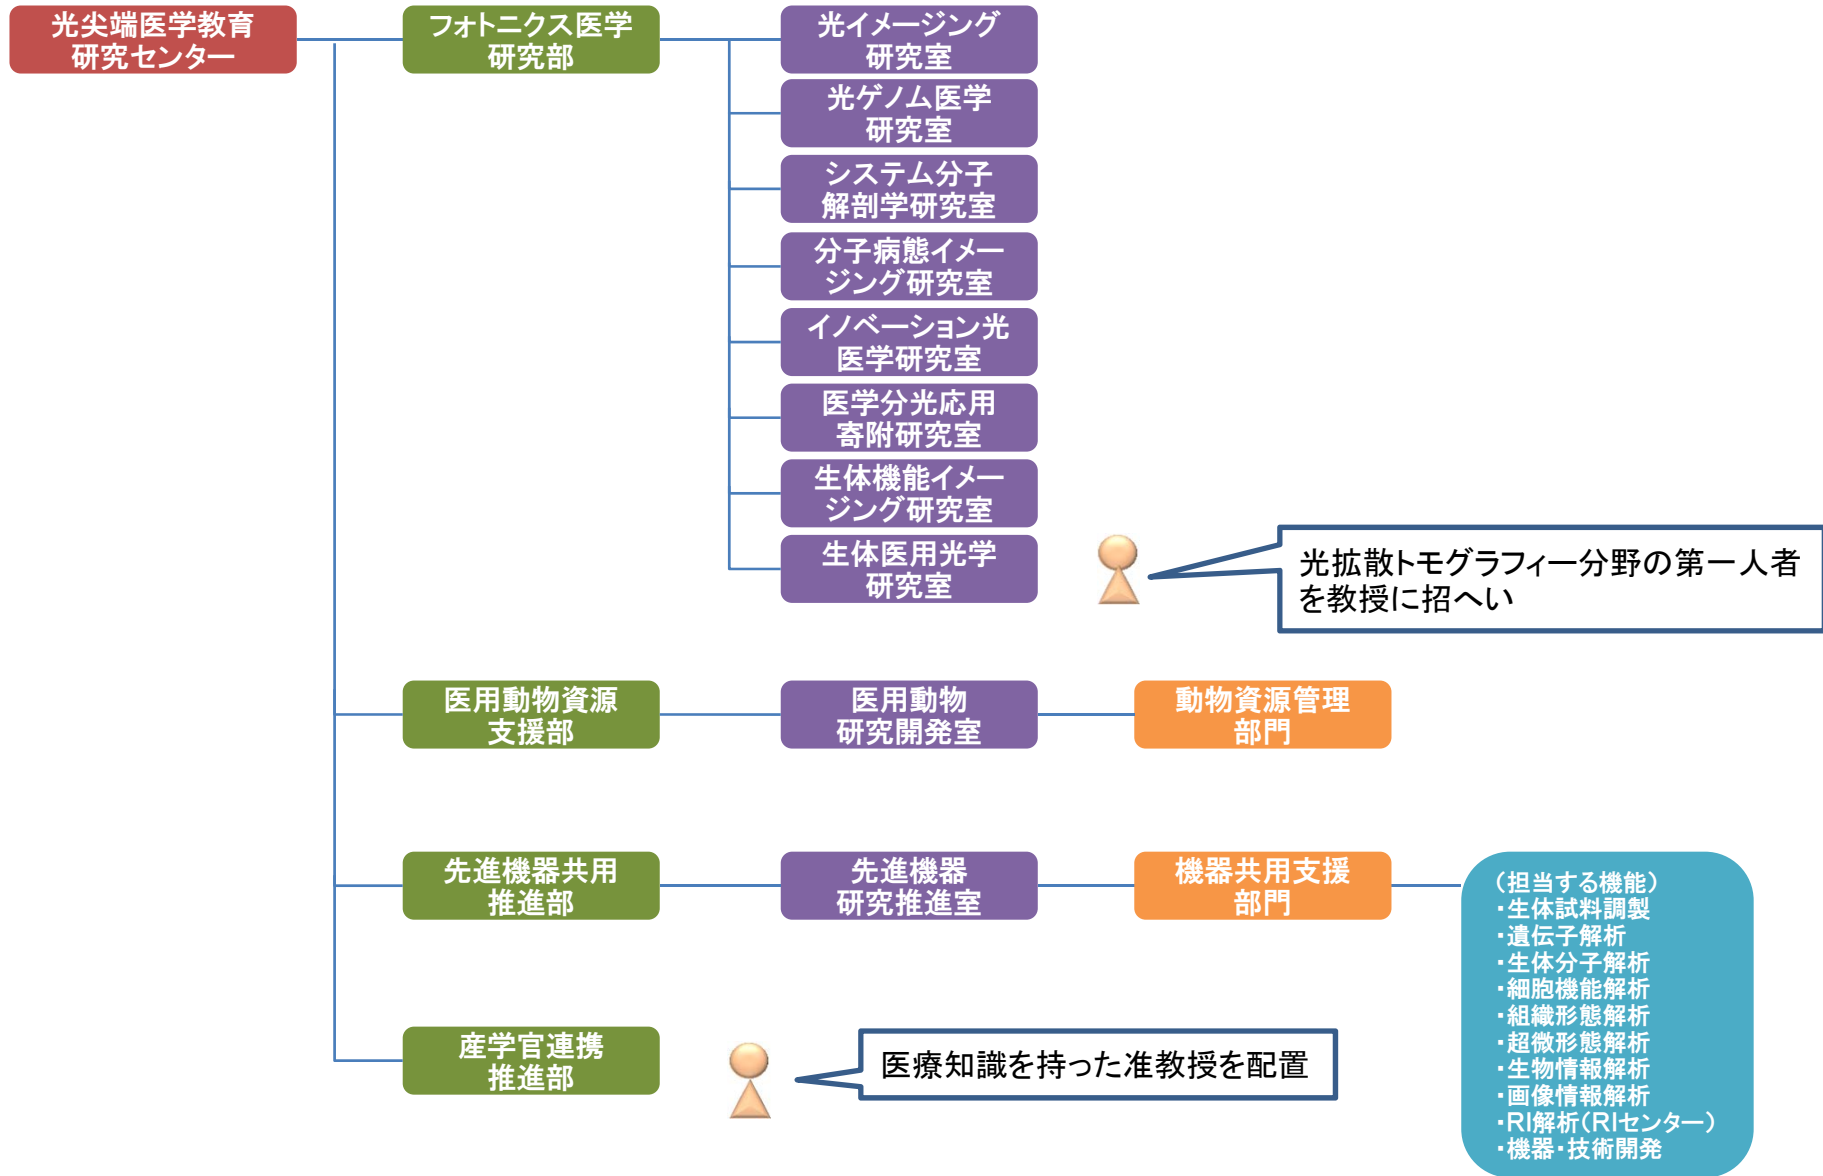 光尖端医学教育
研究センター
フォトニクス医学
研究部
光イメージング
研究室
光ゲノム医学
研究室
システム分子
解剖学研究室
分子病態イメー
ジング研究室
イノベーション光
医学研究室
医学分光応用
寄附研究室
生体機能イメー
ジング研究室
生体医用光学
研究室
光拡散トモグラフィー分野の第一人者
を教授に招へい
医用動物資源
支援部
医用動物
研究開発室
動物資源管理
部門
先進機器共用
推進部
先進機器
研究推進室
機器共用支援
部門
（担当する機能）
・生体試料調製
・遺伝子解析
・生体分子解析
・細胞機能解析
・組織形態解析
・超微形態解析
・生物情報解析
・画像情報解析
・RI解析（RIセンター）
・機器・技術開発
産学官連携
推進部
医療知識を持った准教授を配置